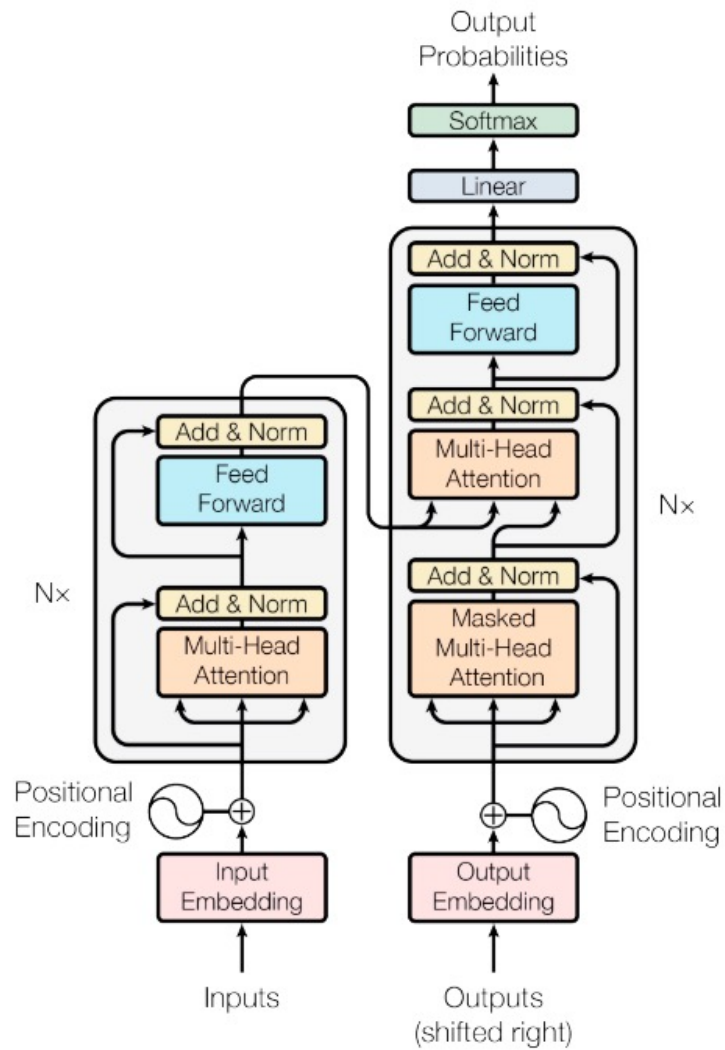 Output
Probabilities
Softmax
Linear
Add & Norm
Feed
Forward
Add & Norm
Multi-Head
Attention
Add & Norm
Masked
Multi-Head
Attention
Nx
Add & Norm
Feed
Forward
Add & Norm
Multi-Head
Attention
Nx
Positional
Encoding
Positional
Encoding
Input
Embedding
Output
Embedding
Inputs
Outputs
(shifted right)